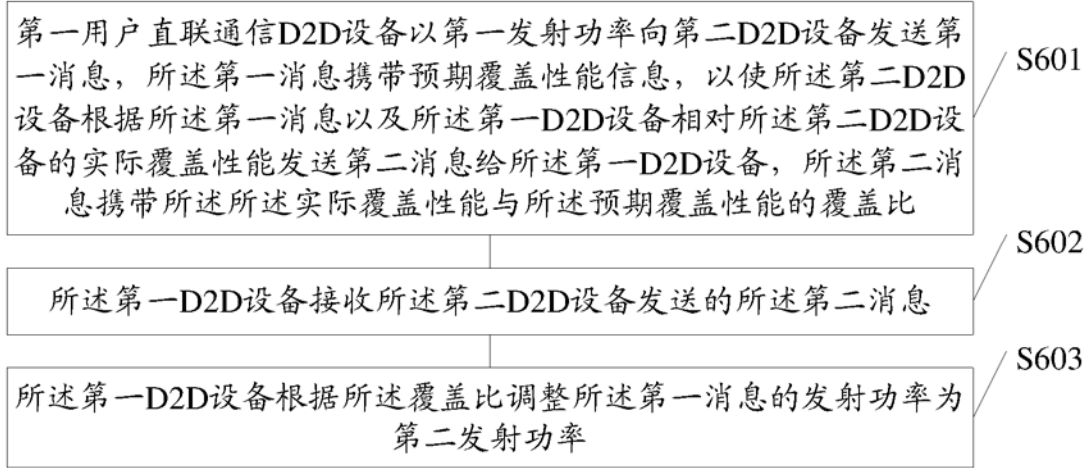 第一用户直联通信D2D设备以第一发射功率向第二D2D设备发送第
一消息，所述第一消息携带预期覆盖性能信息，以使所述第二D2D
设备根据所述第一消息以及所述第一D2D设备相对所述第二D2D设
备的实际覆盖性能发送第二消息给所述第一D2D设备，所述第二消
息携带所述所述实际覆盖性能与所述预期覆盖性能的覆盖比
S601
所述第一D2D设备接收所述第二D2D设备发送的所述第二消息
S602
所述第一D2D设备根据所述覆盖比调整所述第一消息的发射功率为
第二发射功率
S603